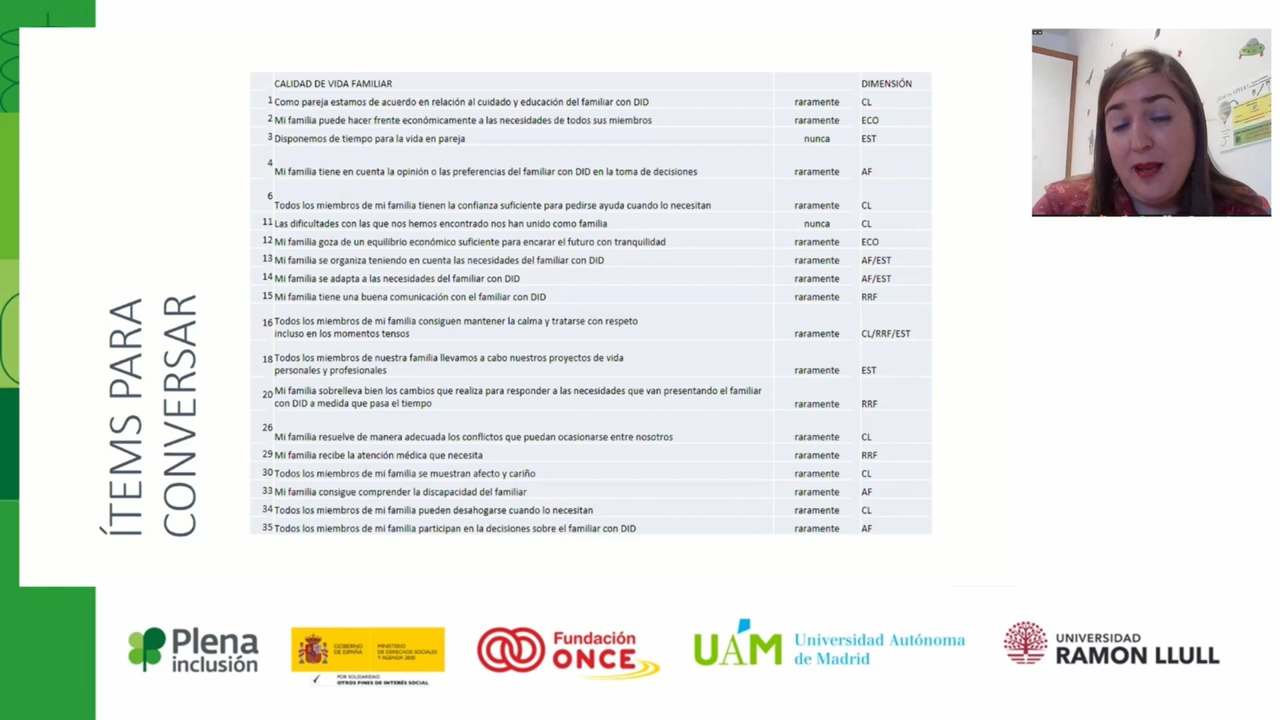 ÍTEMS PARA
CONVERSAR
CALIDAD DE VIDA FAMILIAR DIMENSIÓN
1 Como pareja estamos de acuerdo en relación al cuidado y educación del familiar con DID raramente CL
2 Mi familia puede hacer frente económicamente a las necesidades de todos sus miembros raramente ECO
3 Disponemos de tiempo para la vida en pareja nunca EST
4 Mi familia tiene en cuenta la opinión o las preferencias del familiar con DID en la toma de decisiones raramente AF
6 Todos los miembros de mi familia tienen la confianza suficiente para pedirse ayuda cuando lo necesitan raramente CL
11 Las dificultades con las que nos hemos encontrado nos han unido como familia nunca CL
12 Mi familia goza de un equilibrio económico suficiente para encarar el futuro con tranquilidad raramente ECO
13 Mi familia se organiza teniendo en cuenta las necesidades del familiar con DID raramente AF/EST
14 Mi familia se adapta a las necesidades del familiar con DID raramente AF/EST
15 Mi familia tiene una buena comunicación con el familiar con DID raramente RRF
16 Todos los miembros de mi familia consiguen mantener la calma y tratarse con respeto
incluso en los momentos tensos raramente CL/RRF/EST
18 Todos los miembros de nuestra familia llevamos a cabo nuestros proyectos de vida
personales y profesionales raramente EST
20 Mi familia sobrelleva bien los cambios que realiza para responder a las necesidades que van presentando el familiar
con DID a medida que pasa el tiempo raramente RRF
26 Mi familia resuelve de manera adecuada los conflictos que puedan ocasionarse entre nosotros raramente CL
29 Mi familia recibe la atención médica que necesita raramente RRF
30 Todos los miembros de mi familia se muestran afecto y cariño raramente CL
33 Mi familia consigue comprender la discapacidad del familiar raramente AF
34 Todos los miembros de mi familia pueden desahogarse cuando lo necesitan raramente CL
35 Todos los miembros de mi familia participan en la decisiones sobre el familiar con DID raramente AF
Plena
inclusión
GOBIERNO
DE ESPAÑA
MINISTERIO
DE DERECHOS SOCIALES
Y AGENDA 2030
POR SOLIDARIDAD
OTROS FINES DE INTERÉS SOCIAL
Fundación
ONCE
UAM Universidad Autónoma
de Madrid
UNIVERSIDAD
RAMON LLULL